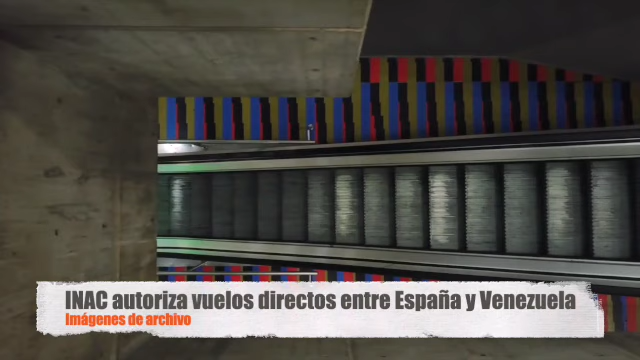 INAC autoriza vuelos directos entre España y Venezuela
Imágenes de archivo